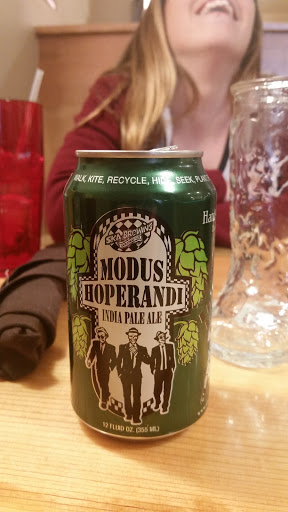 WALK, KITE, RECYCLE, HIDE, SEEK, PLANT
SKA BREWING
MODUS
HOPERANDI
INDIA PALE ALE
12 FLUID OZ. (355 ML)